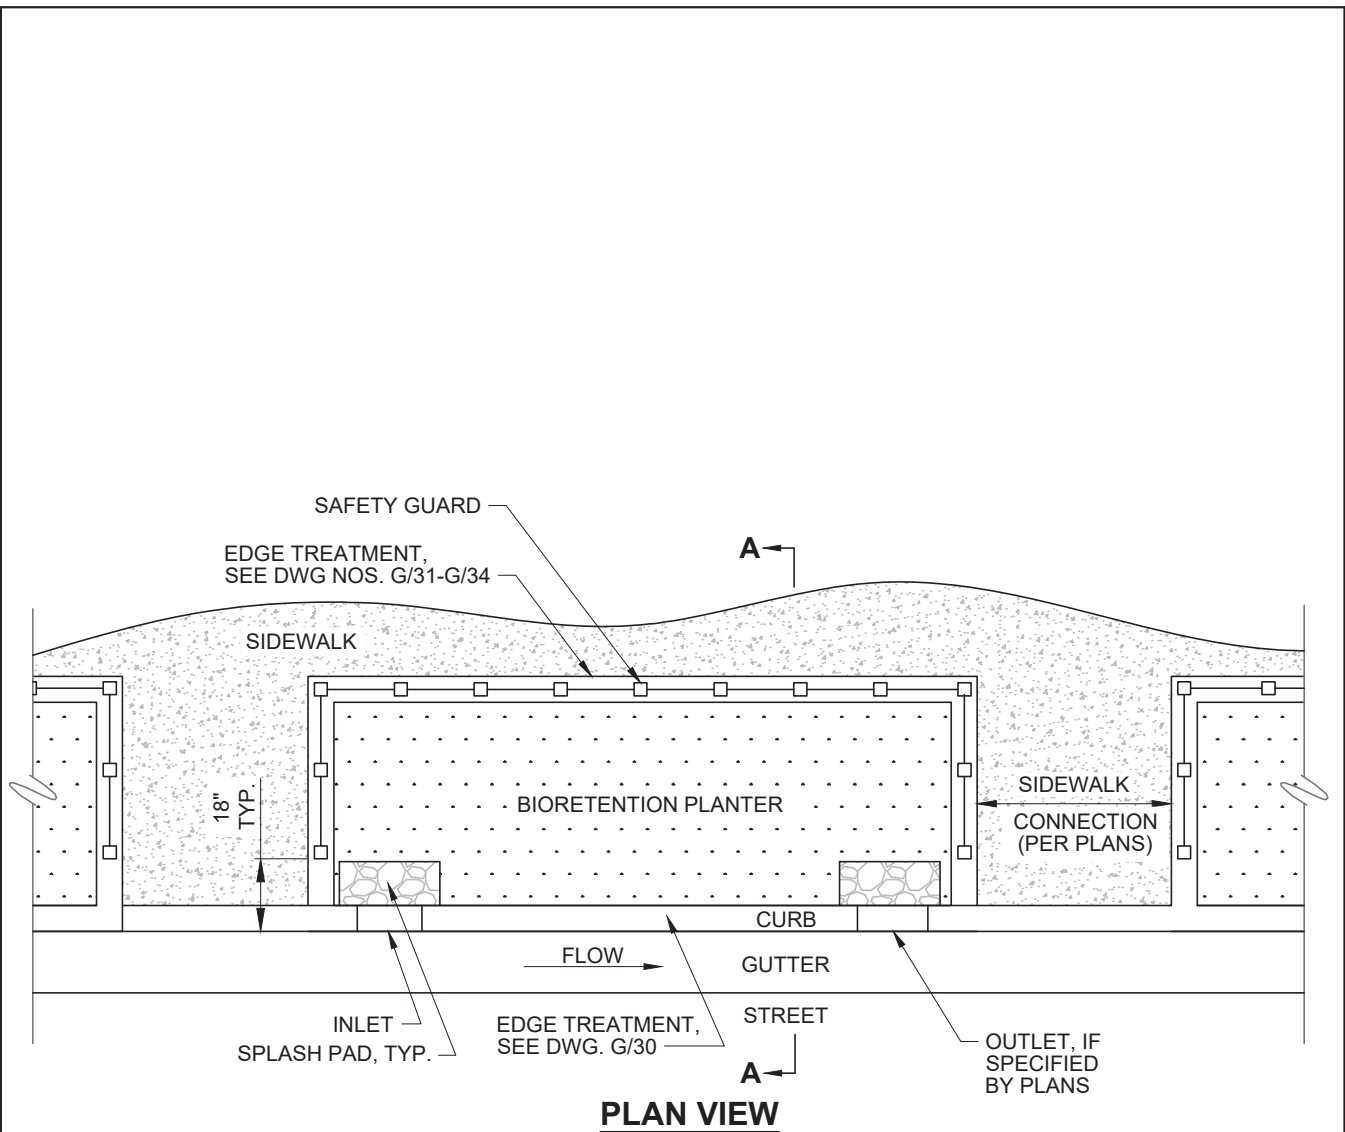 SAFETY GUARD
EDGE TREATMENT,
SEE DWG NOS. G/31-G/34
A
SIDEWALK
18"
TYP.
BIORETENTION PLANTER
SIDEWALK
CONNECTION
(PER PLANS)
CURB
FLOW
GUTTER
INLET
SPLASH PAD, TYP.
EDGE TREATMENT,
SEE DWG. G/30
STREET
OUTLET, IF
SPECIFIED
BY PLANS
A
PLAN VIEW